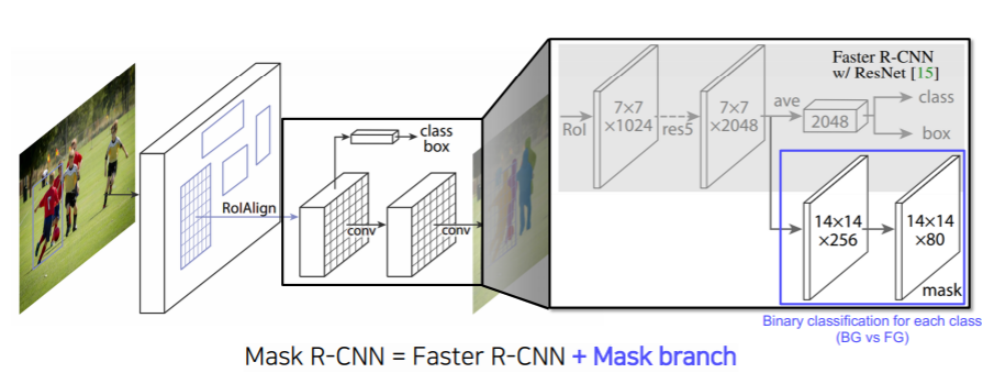 RoIAlign
class
box
conv
conv
Faster R-CNN
w/ ResNet [15]
RoI
7×7
×1024
res5
7×7
×2048
ave
2048
class
box
14×14
×256
14×14
×80
mask
Binary classification for each class
(BG vs FG)
Mask R-CNN = Faster R-CNN + Mask branch